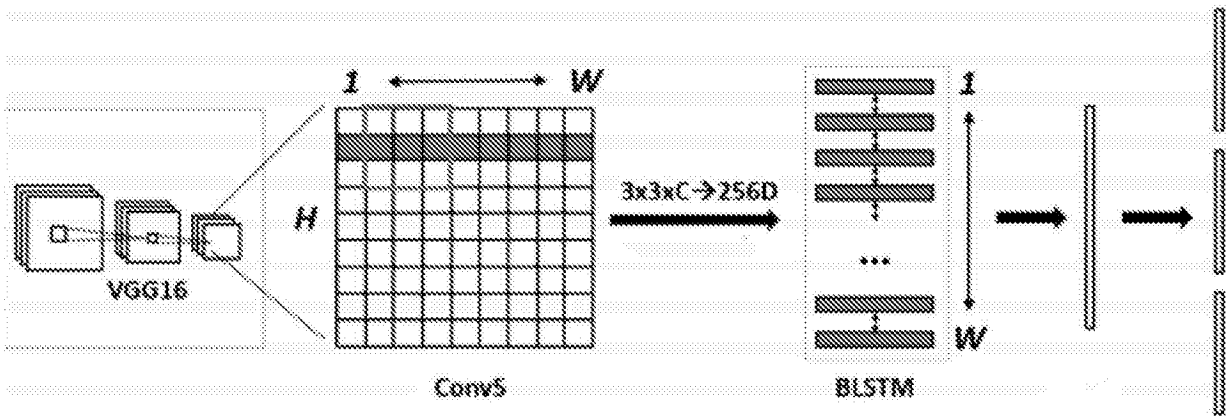 1 W
H
VGG16
Conv5
3x3xC→256D
1
...
W
BLSTM